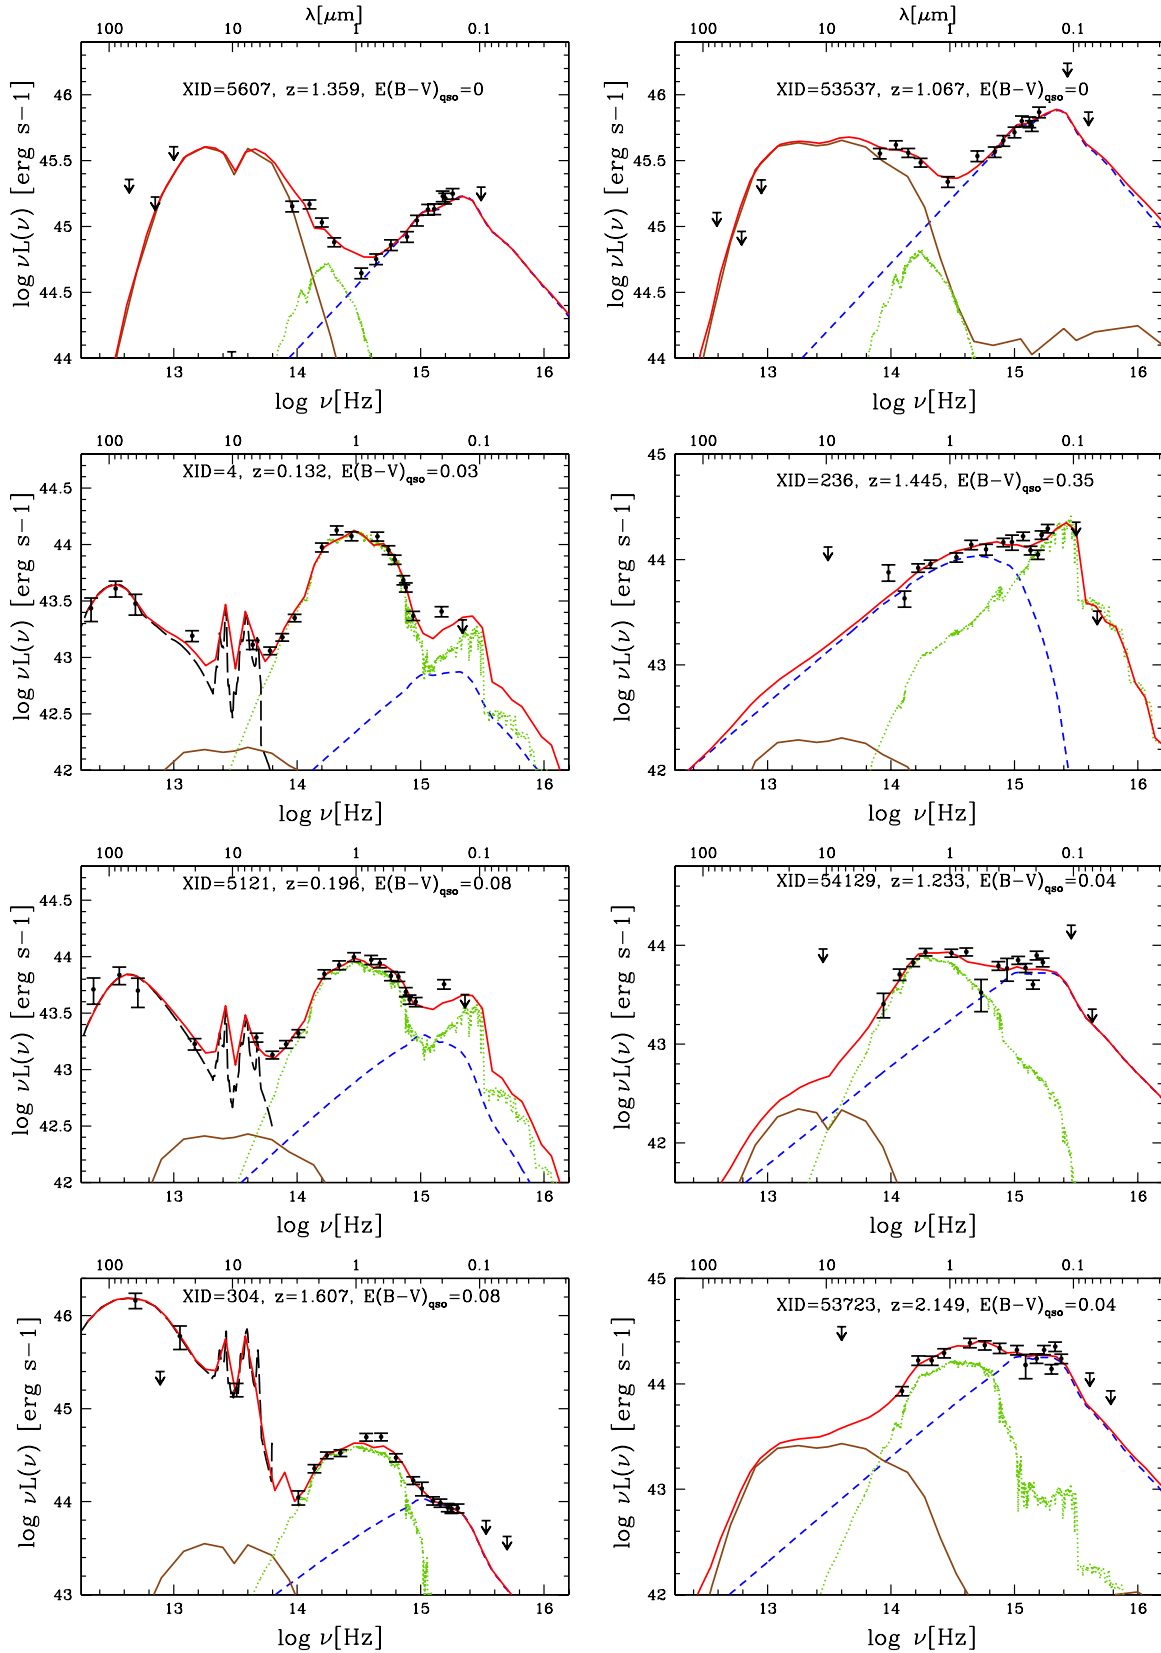 λ[μm]
100 10 1 0.1
XID=5607, z=1.359, E(B−V)qso=0
log νL(ν) [erg s−1]
46
45.5
45
44.5
44
13 14 15 16
log ν[Hz]
λ[μm]
100 10 1 0.1
XID=53537, z=1.067, E(B−V)qso=0
log νL(ν) [erg s−1]
46
45.5
45
44.5
44
13 14 15 16
log ν[Hz]
100 10 1 0.1
XID=4, z=0.132, E(B−V)qso=0.03
log νL(ν) [erg s−1]
44.5
44
43.5
43
42.5
42
13 14 15 16
log ν[Hz]
100 10 1 0.1
XID=236, z=1.445, E(B−V)qso=0.35
log νL(ν) [erg s−1]
45
44
43
42
13 14 15 16
log ν[Hz]
100 10 1 0.1
XID=5121, z=0.196, E(B−V)qso=0.08
log νL(ν) [erg s−1]
44.5
44
43.5
43
42.5
42
13 14 15 16
log ν[Hz]
100 10 1 0.1
XID=54129, z=1.233, E(B−V)qso=0.04
log νL(ν) [erg s−1]
44
43
42
13 14 15 16
log ν[Hz]
100 10 1 0.1
XID=304, z=1.607, E(B−V)qso=0.08
log νL(ν) [erg s−1]
46
45
44
43
13 14 15 16
log ν[Hz]
100 10 1 0.1
XID=53723, z=2.149, E(B−V)qso=0.04
log νL(ν) [erg s−1]
45
44
43
42
13 14 15 16
log ν[Hz]